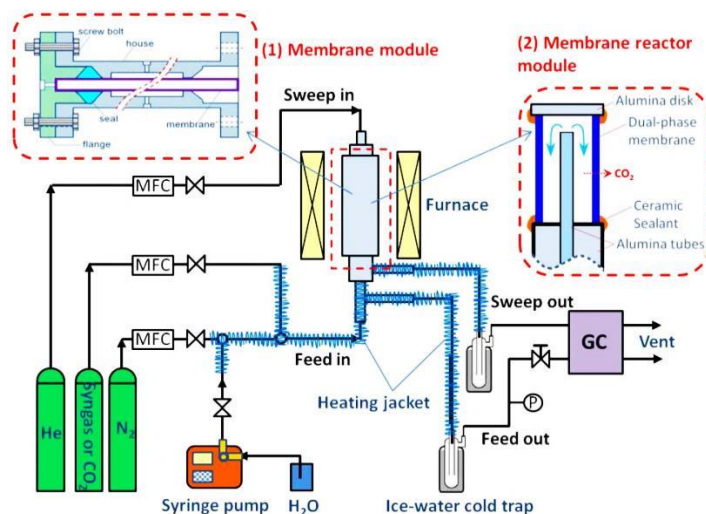 screw bolt
house
seal
membrane
flange
(1) Membrane module
(2) Membrane reactor
module
Alumina disk
Dual-phase
membrane
CO₂
Ceramic
Sealant
Alumina tubes
Sweep in
MFC
Furnace
MFC
MFC
Feed in
Sweep out
GC
Vent
Heating jacket
P
Feed out
He
Syngas or CO₂
N₂
Syringe pump
H₂O
Ice-water cold trap